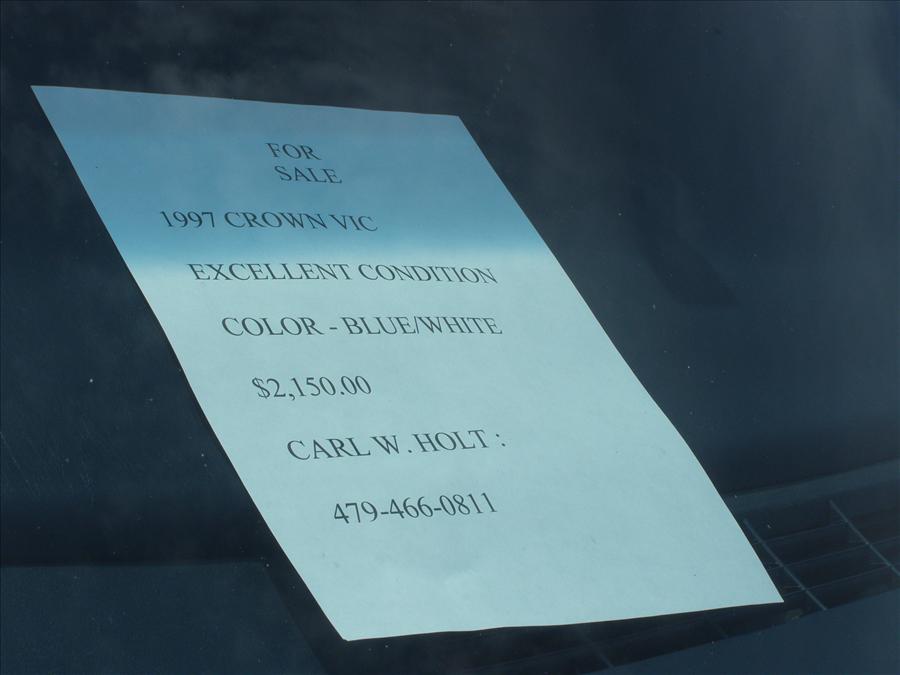 FOR
SALE
1997 CROWN VIC
EXCELLENT CONDITION
COLOR - BLUE/WHITE
$2,150.00
CARL W. HOLT :
479-466-0811